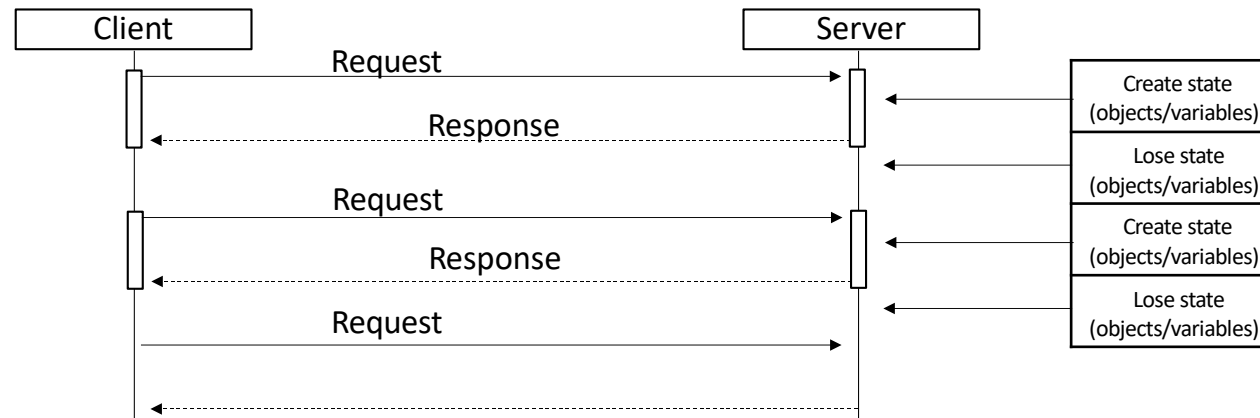 Client
Server
Request
Create state
(objects/variables)
Response
Lose state
(objects/variables)
Request
Create state
(objects/variables)
Response
Lose state
(objects/variables)
Request